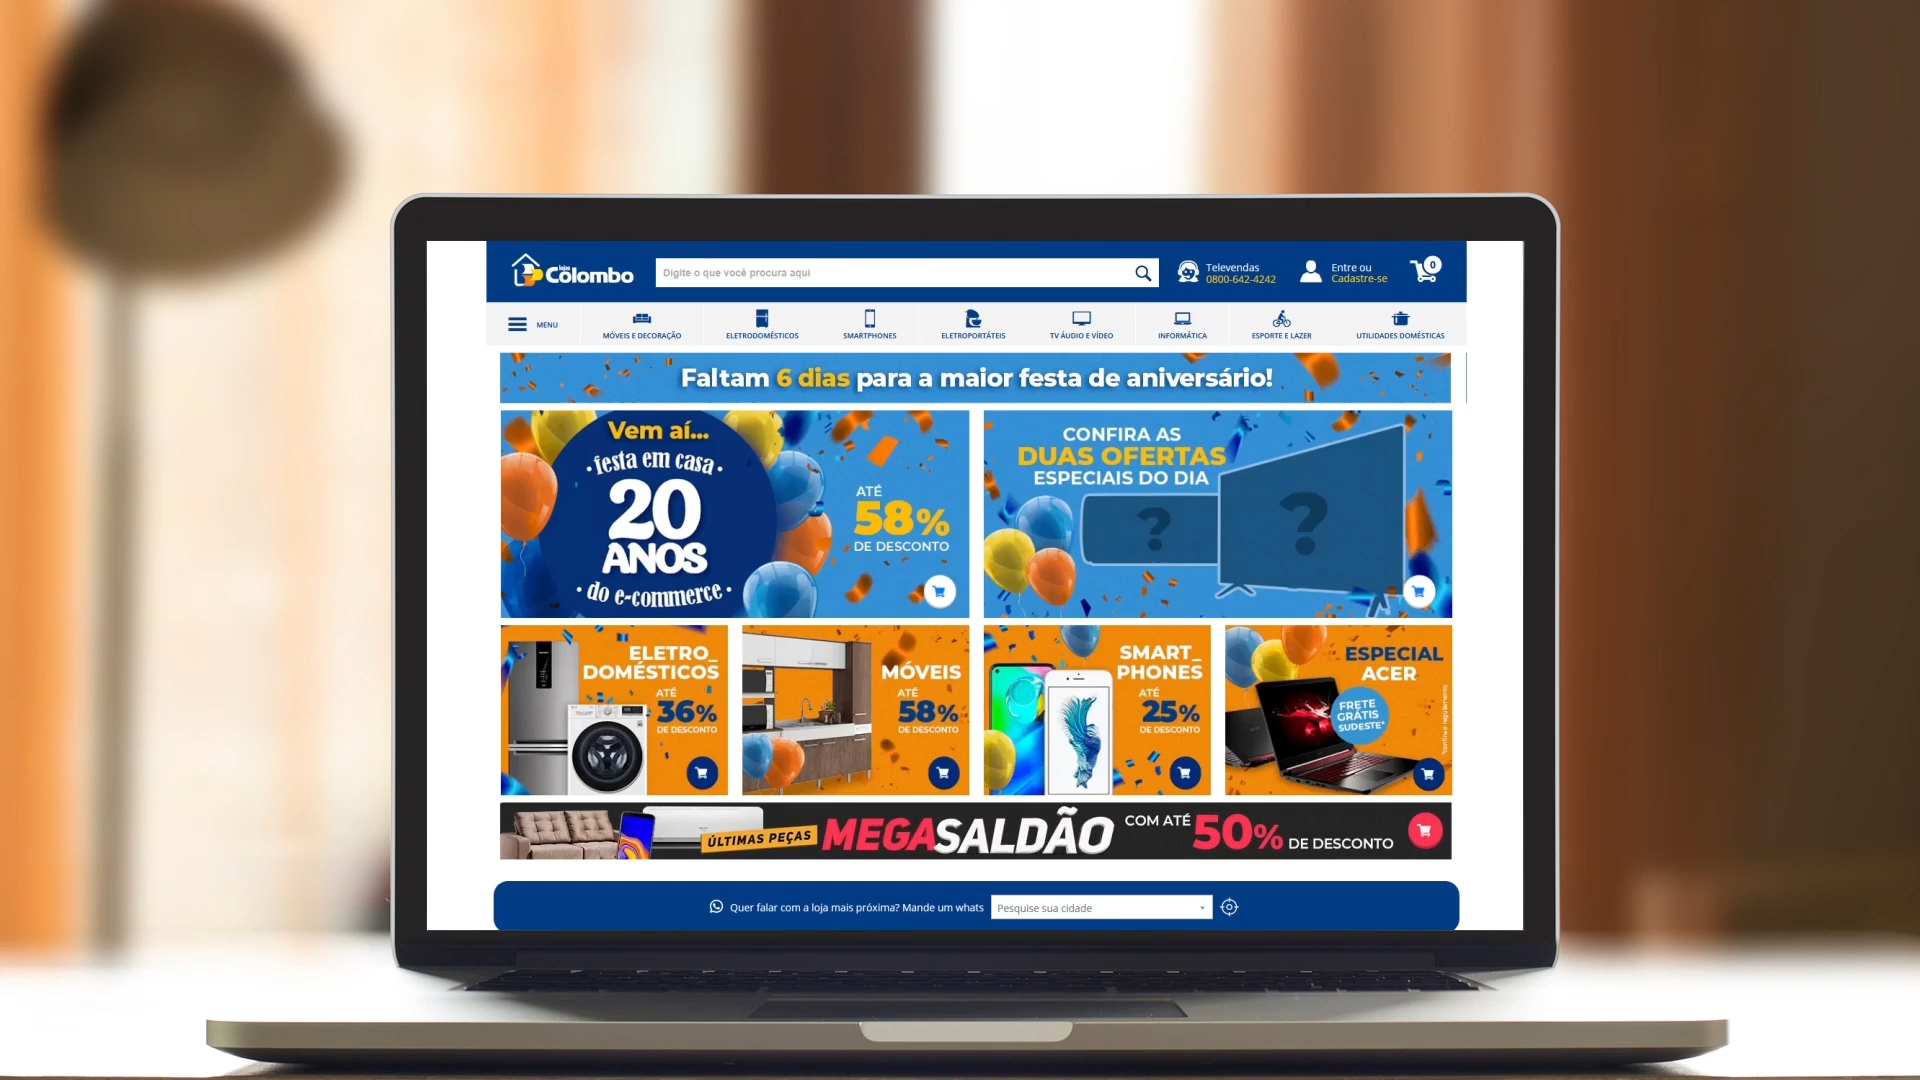 lojas
Colombo
Digite o que você procura aqui
Televendas
0800-642-4242
Entre ou
Cadastre-se
0
MENU
MÓVEIS E DECORAÇÃO
ELETRODOMÉSTICOS
SMARTPHONES
ELETROPORTÁTEIS
TV ÁUDIO E VÍDEO
INFORMÁTICA
ESPORTE E LAZER
UTILIDADES DOMÉSTICAS
Faltam 6 dias para a maior festa de aniversário!
Vem aí...
festa em casa
20
ANOS
do e-commerce
ATÉ
58%
DE DESCONTO
CONFIRA AS
DUAS OFERTAS
ESPECIAIS DO DIA
? ?
ELETRO_
DOMÉSTICOS
ATÉ
36%
DE DESCONTO
MÓVEIS
ATÉ
58%
DE DESCONTO
SMART_
PHONES
ATÉ
25%
DE DESCONTO
ESPECIAL
ACER
FRETE
GRÁTIS
SUDESTE*
*confira o regulamento
ÚLTIMAS PEÇAS
MEGASALDÃO
COM ATÉ 50% DE DESCONTO
Quer falar com a loja mais próxima? Mande um whats
Pesquise sua cidade